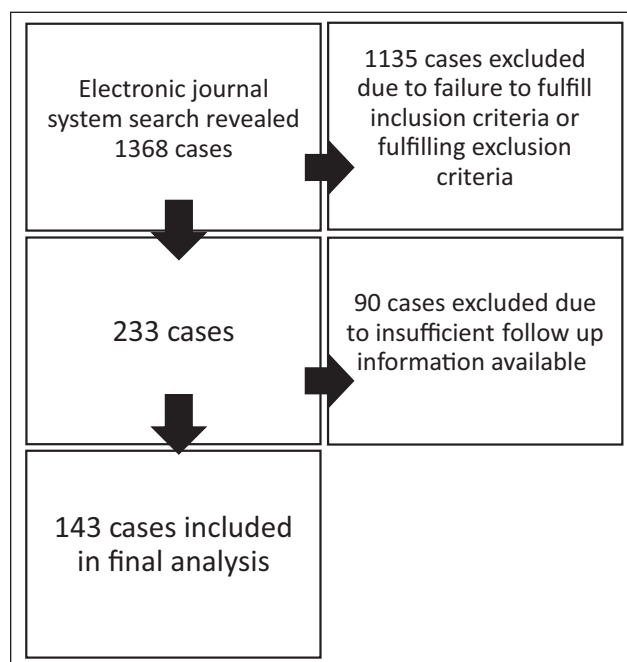 Electronic journal
system search revealed
1368 cases
1135 cases excluded
due to failure to fulfill
inclusion criteria or
fulfilling exclusion
criteria
233 cases
90 cases excluded due
to insufficient follow up
information available
143 cases included
in final analysis